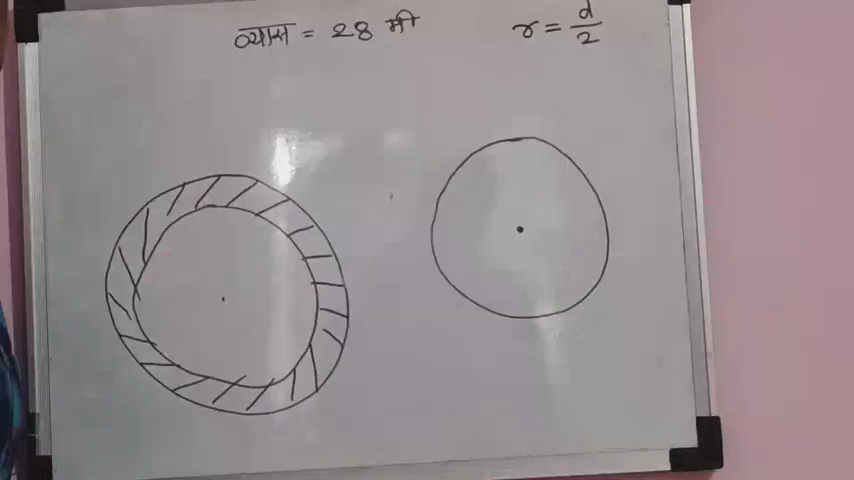 व्यास = 28 मी
r = d/2